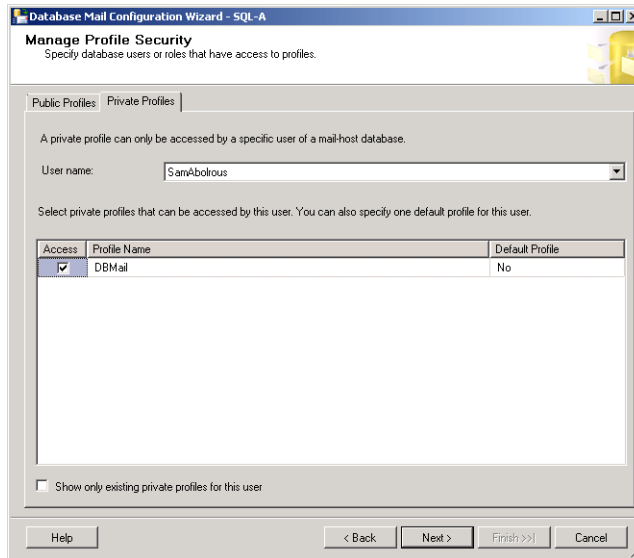 Database Mail Configuration Wizard - SQL-A
Manage Profile Security
Specify database users or roles that have access to profiles.
Public Profiles Private Profiles
A private profile can only be accessed by a specific user of a mail-host database.
User name: SamAbolrous
Select private profiles that can be accessed by this user. You can also specify one default profile for this user.
Access Profile Name Default Profile
DBMail No
Show only existing private profiles for this user
Help < Back Next > Finish >>| Cancel